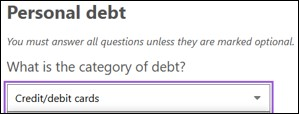 Personal debt
You must answer all questions unless they are marked optional.
What is the category of debt?
Credit/debit cards